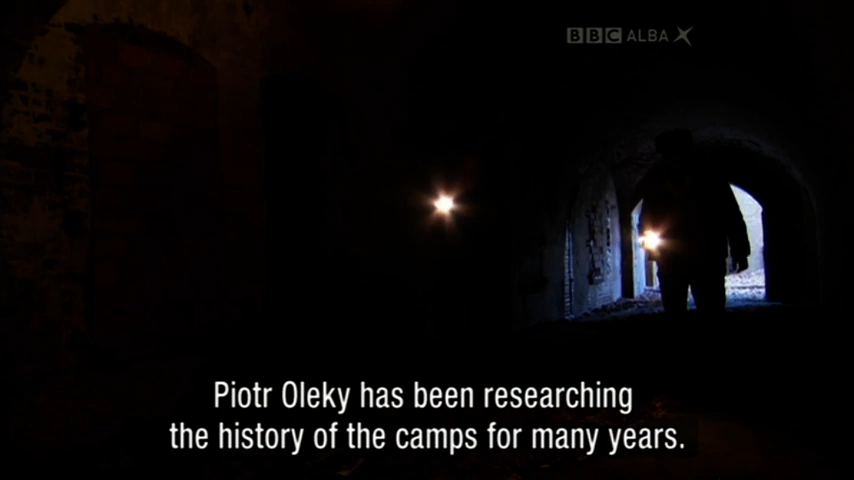 BBC ALBA
Piotr Oleky has been researching
the history of the camps for many years.